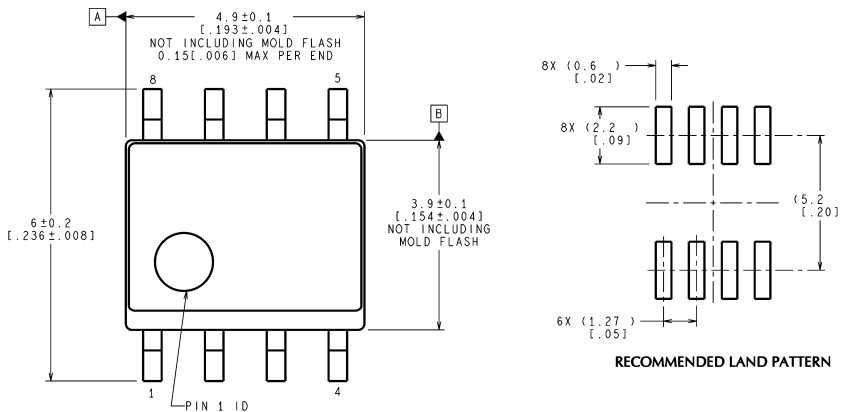 A
4.9±0.1
[.193±.004]
NOT INCLUDING MOLD FLASH
0.15[.006] MAX PER END
8
5
B
6±0.2
[.236±.008]
3.9±0.1
[.154±.004]
NOT INCLUDING
MOLD FLASH
1
4
PIN 1 ID
8X (0.6 )
[.02]
8X (2.2 )
[.09]
(5.2
[.20]
6X (1.27 )
[.05]
RECOMMENDED LAND PATTERN